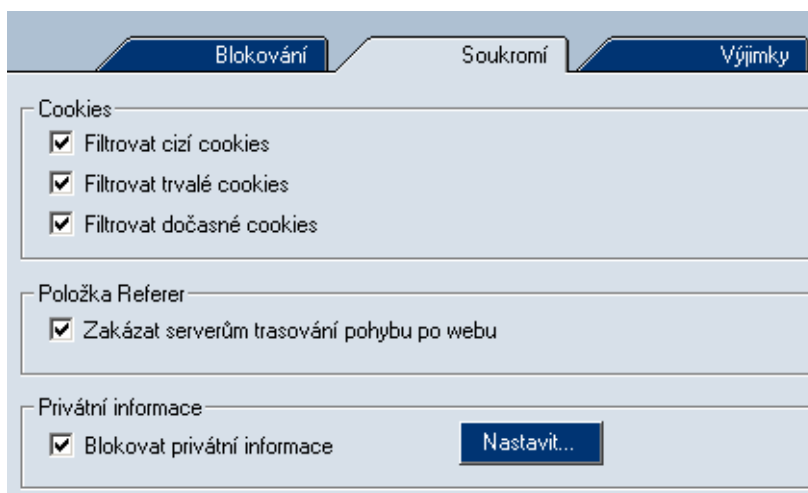 Blokování Soukromí Výjimky
Cookies
Filtrovat cizí cookies
Filtrovat trvalé cookies
Filtrovat dočasné cookies
Položka Referer
Zakázat serverům trasování pohybu po webu
Privátní informace
Blokovat privátní informace Nastavit...